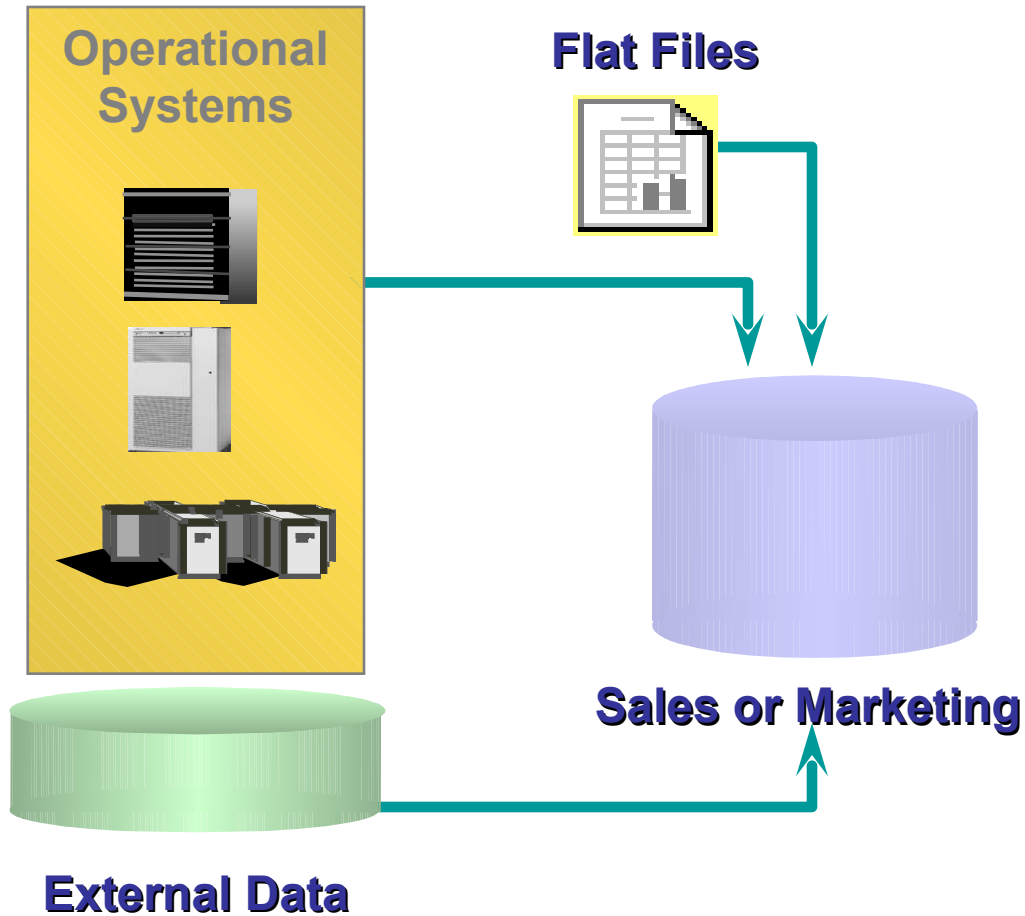 Operational
Systems
Flat Files
Sales or Marketing
External Data